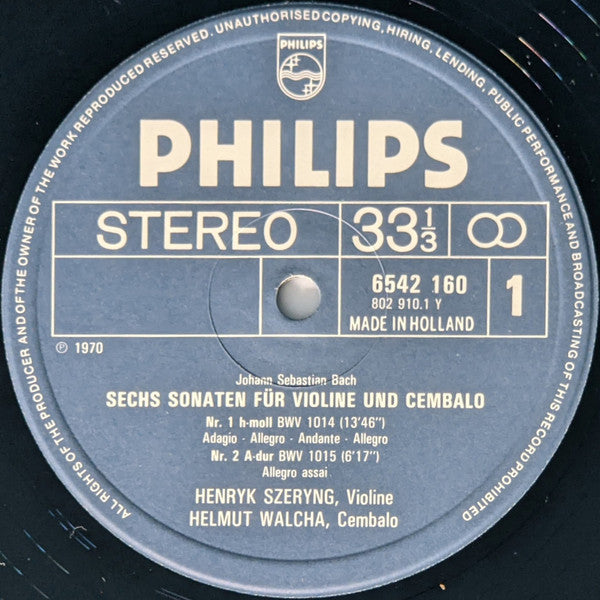 ALL RIGHTS OF THE PRODUCER AND OF THE OWNER OF THE WORK REPRODUCED RESERVED. UNAUTHORISED COPYING, HIRING, LENDING, PUBLIC PERFORMANCE AND BROADCASTING OF THIS RECORD PROHIBITED
PHILIPS
PHILIPS
STEREO 33 1/3
6542 160
802 910.1 Y
MADE IN HOLLAND
1
℗ 1970
Johann Sebastian Bach
SECHS SONATEN FÜR VIOLINE UND CEMBALO
Nr. 1 h-moll BWV 1014 (13'46")
Adagio - Allegro - Andante - Allegro
Nr. 2 A-dur BWV 1015 (6'17")
Allegro assai
HENRYK SZERYNG, Violine
HELMUT WALCHA, Cembalo